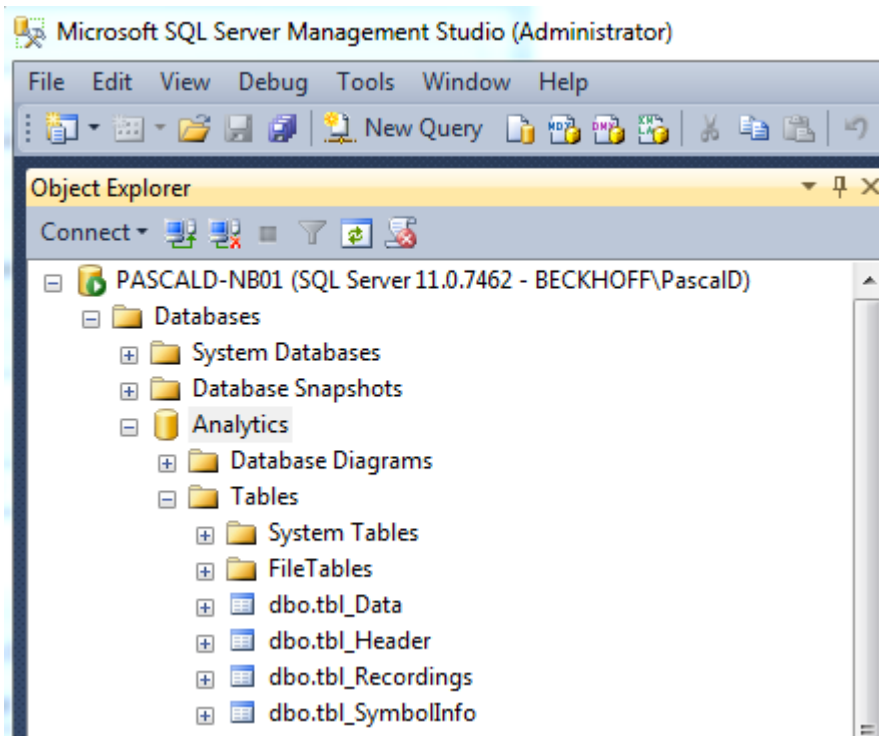 Microsoft SQL Server Management Studio (Administrator)
File Edit View Debug Tools Window Help
New Query
Object Explorer
Connect
PASCALD-NB01 (SQL Server 11.0.7462 - BECKHOFF\PascalD)
Databases
System Databases
Database Snapshots
Analytics
Database Diagrams
Tables
System Tables
FileTables
dbo.tbl_Data
dbo.tbl_Header
dbo.tbl_Recordings
dbo.tbl_SymbolInfo